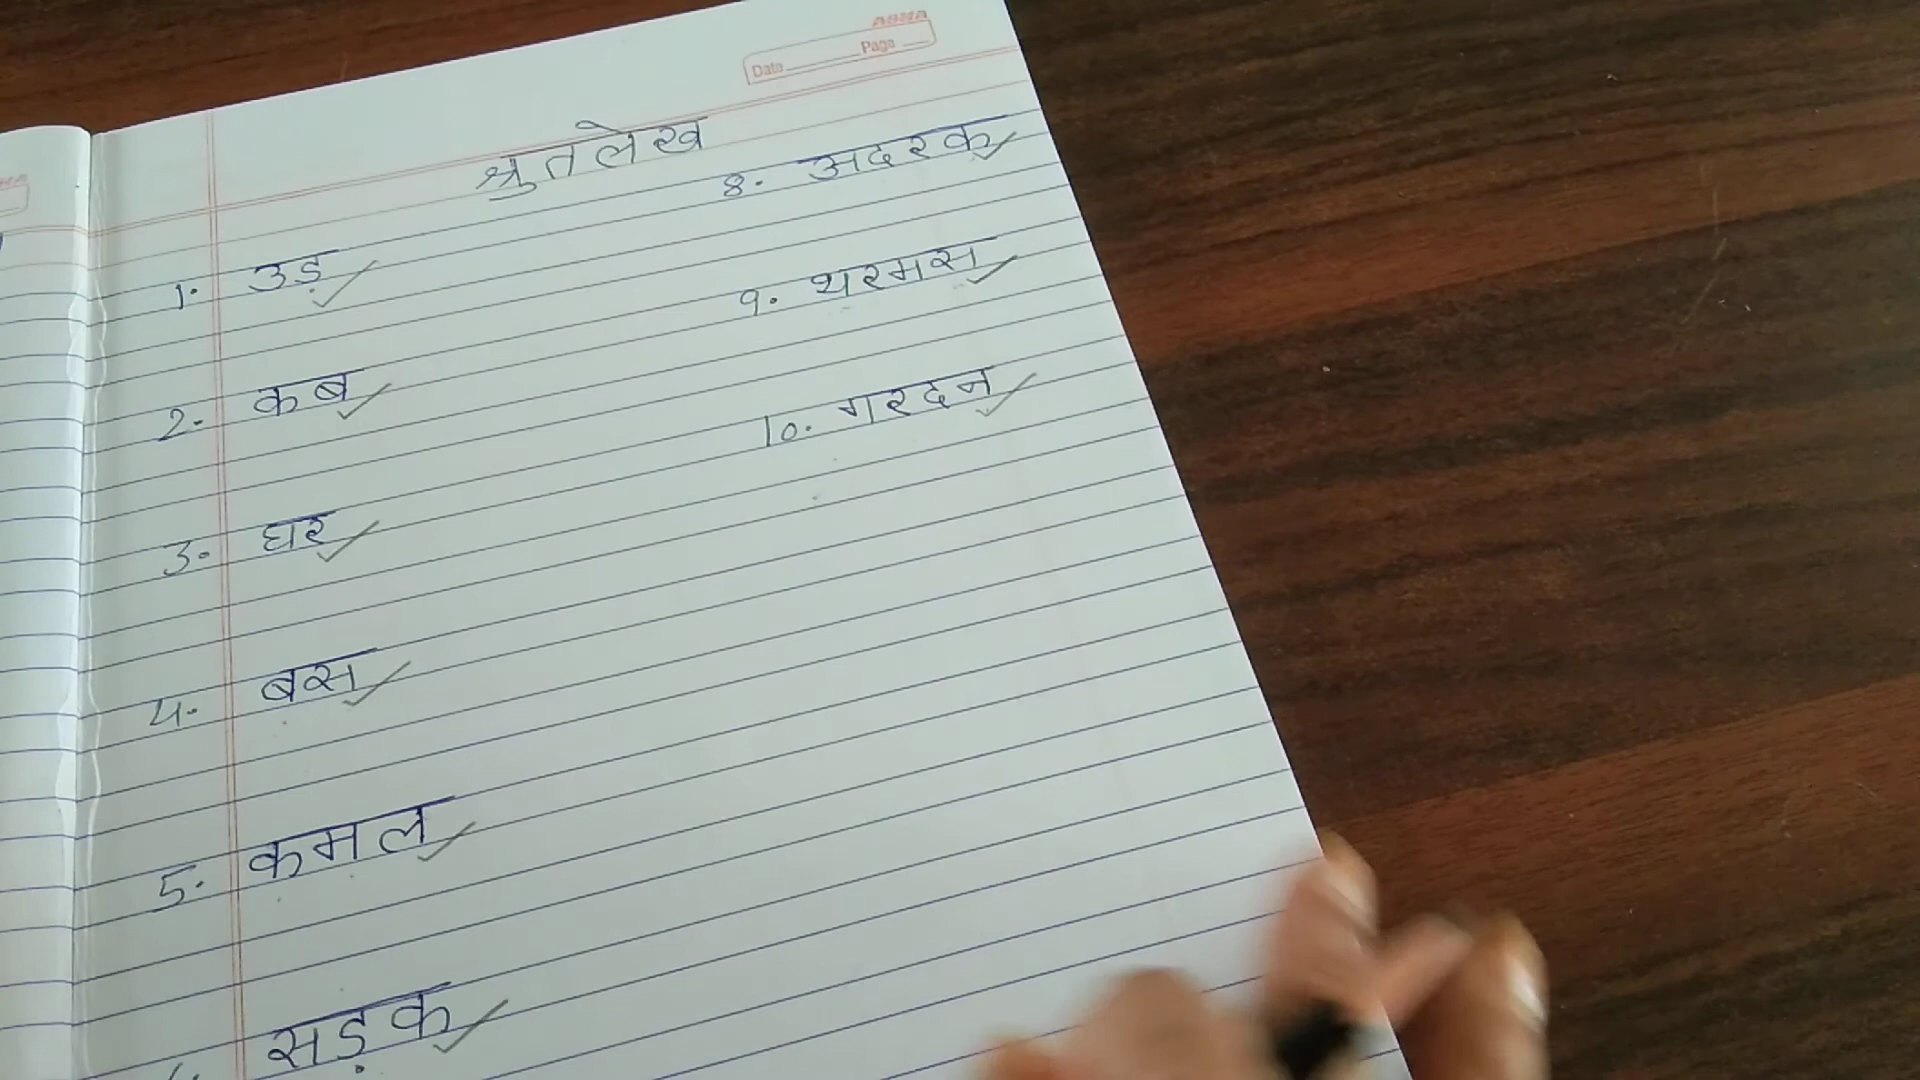 ASMA
Date Page
श्रुतलेख
1. उड़
2. कब
3. घर
4. बस
5. कमल
सड़क
8. अदरक
9. थरमस
10. गरदन